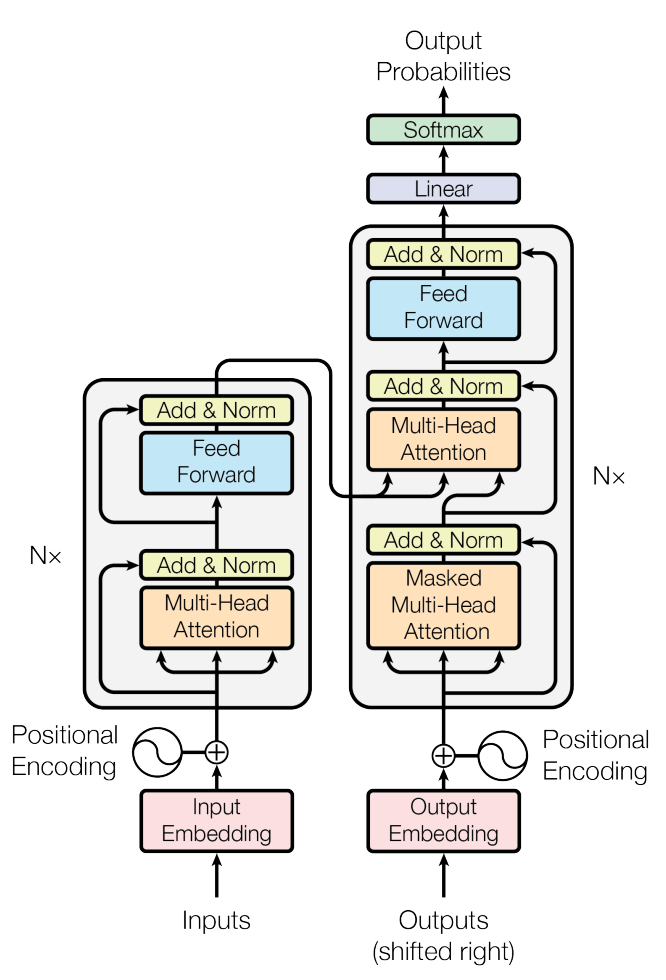 Output
Probabilities
Softmax
Linear
Add & Norm
Feed
Forward
Add & Norm
Multi-Head
Attention
Add & Norm
Masked
Multi-Head
Attention
N×
Positional
Encoding
Output
Embedding
Outputs
(shifted right)
Add & Norm
Feed
Forward
Add & Norm
Multi-Head
Attention
N×
Positional
Encoding
Input
Embedding
Inputs